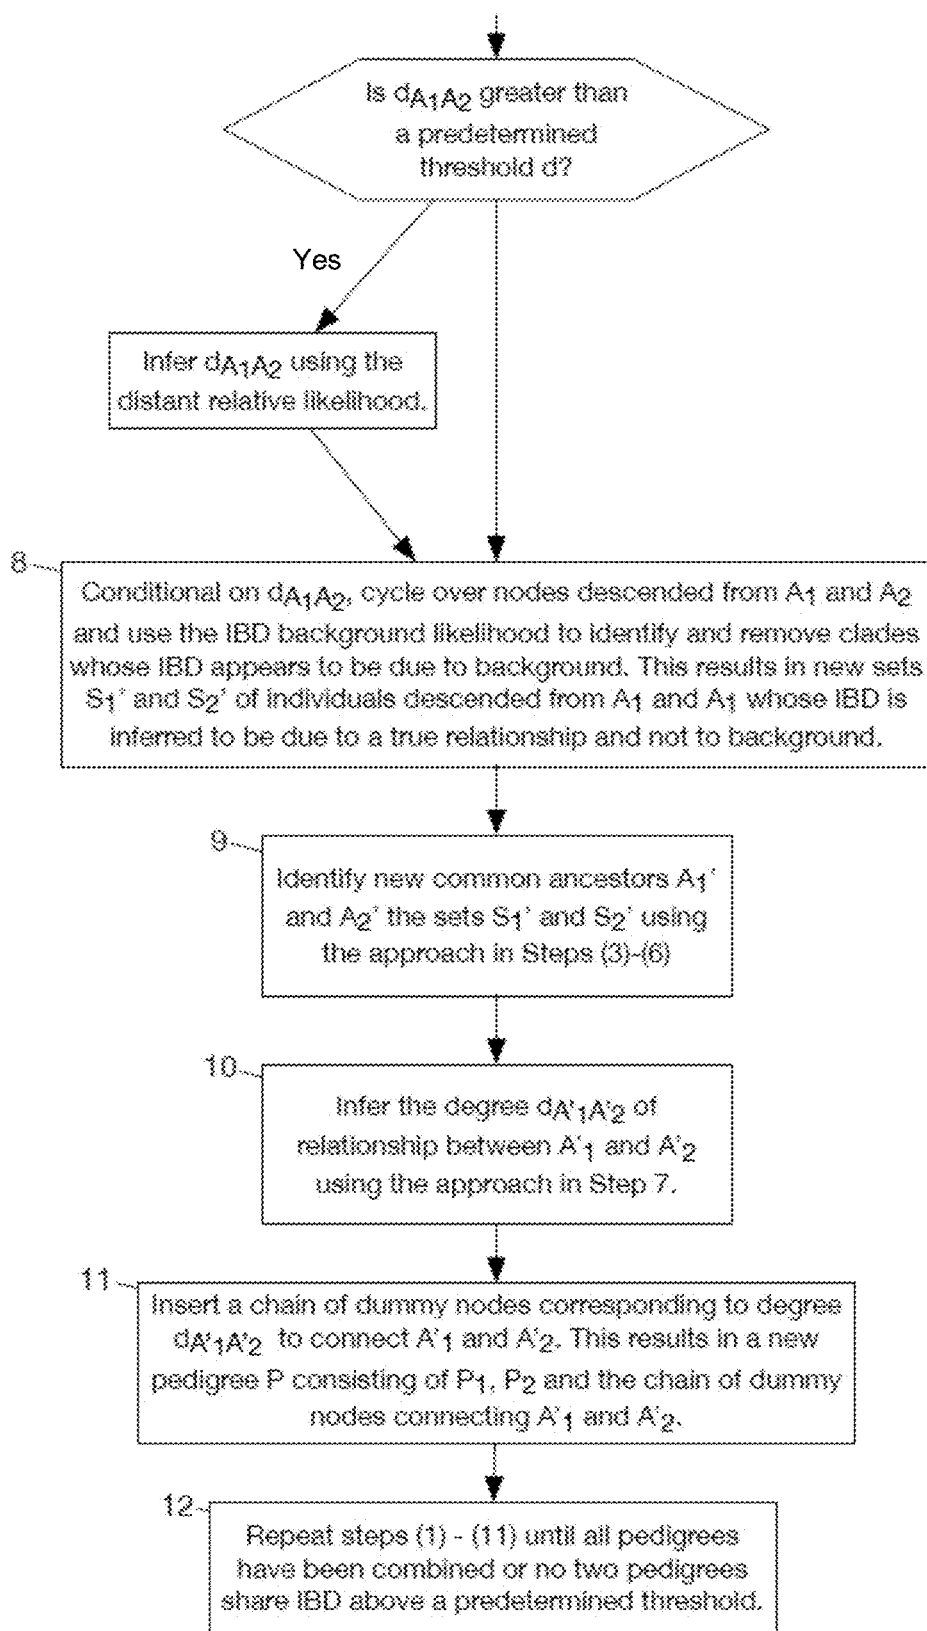 Is dA1A2 greater than
a predetermined
threshold d?
Yes
Infer dA1A2 using the
distant relative likelihood.
8
Conditional on dA1A2, cycle over nodes descended from A1 and A2
and use the IBD background likelihood to identify and remove clades
whose IBD appears to be due to background. This results in new sets
S1' and S2' of individuals descended from A1 and A1 whose IBD is
inferred to be due to a true relationship and not to background.
9
Identify new common ancestors A1'
and A2' the sets S1' and S2' using
the approach in Steps (3)-(6)
10
Infer the degree dA'1A'2 of
relationship between A'1 and A'2
using the approach in Step 7.
11
Insert a chain of dummy nodes corresponding to degree
dA'1A'2 to connect A'1 and A'2. This results in a new
pedigree P consisting of P1, P2 and the chain of dummy
nodes connecting A'1 and A'2.
12
Repeat steps (1) - (11) until all pedigrees
have been combined or no two pedigrees
share IBD above a predetermined threshold.